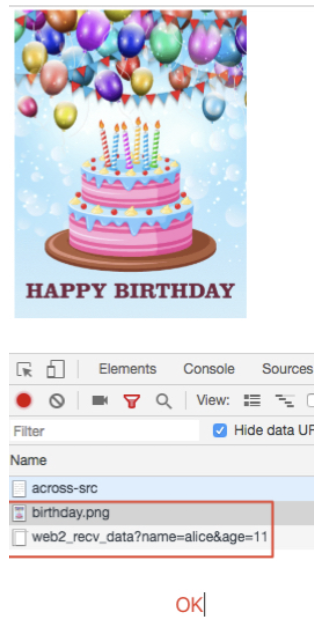 HAPPY BIRTHDAY
Elements Console Sources
View:
Filter Hide data UR
Name
across-src
birthday.png
web2_recv_data?name=alice&age=11
OK